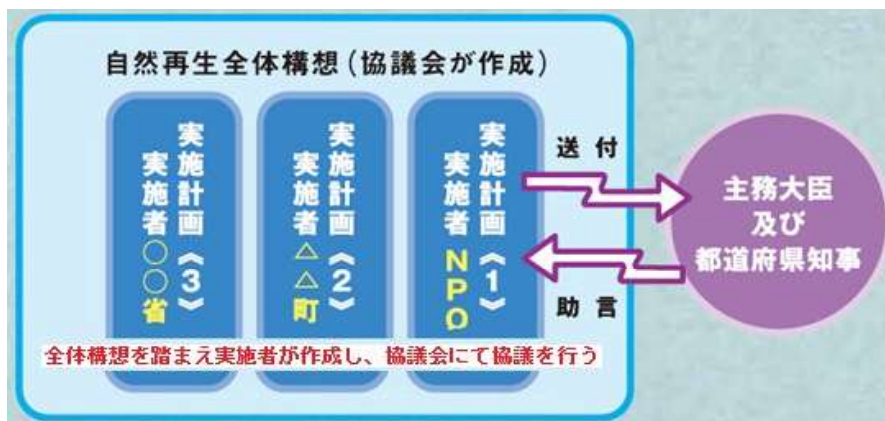 自然再生全体構想(協議会が作成)
実施計画《1》
実施者NPO
実施計画《2》
実施者△△町
実施計画《3》
実施者〇〇省
送付
助言
主務大臣
及び
都道府県知事
全体構想を踏まえ実施者が作成し、協議会にて協議を行う